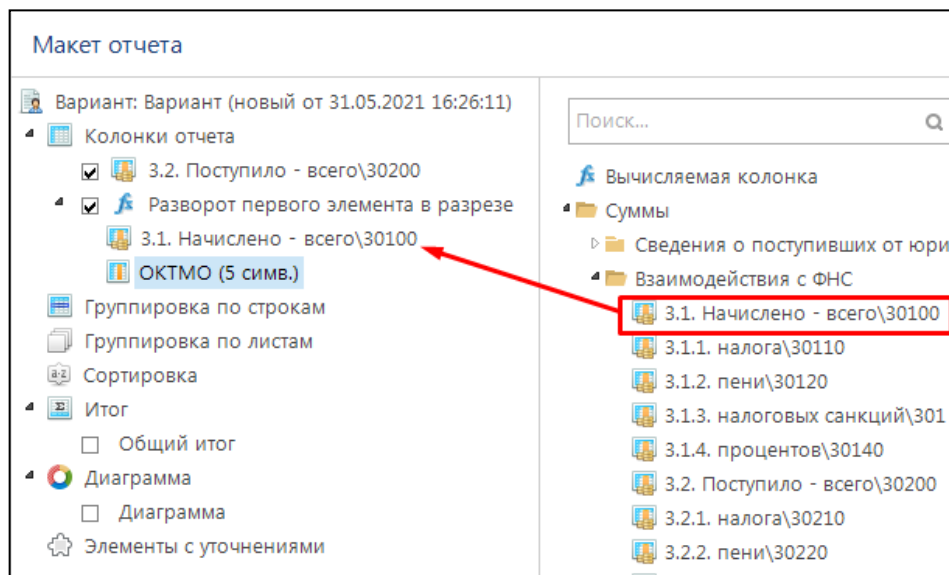 Макет отчета
Вариант: Вариант (новый от 31.05.2021 16:26:11)
Колонки отчета
3.2. Поступило - всего\30200
Разворот первого элемента в разрезе
3.1. Начислено - всего\30100
ОКТМО (5 симв.)
Группировка по строкам
Группировка по листам
Сортировка
Итог
Общий итог
Диаграмма
Диаграмма
Элементы с уточнениями
Поиск...
Вычисляемая колонка
Суммы
Сведения о поступивших от юри
Взаимодействия с ФНС
3.1. Начислено - всего\30100
3.1.1. налога\30110
3.1.2. пени\30120
3.1.3. налоговых санкций\301
3.1.4. процентов\30140
3.2. Поступило - всего\30200
3.2.1. налога\30210
3.2.2. пени\30220